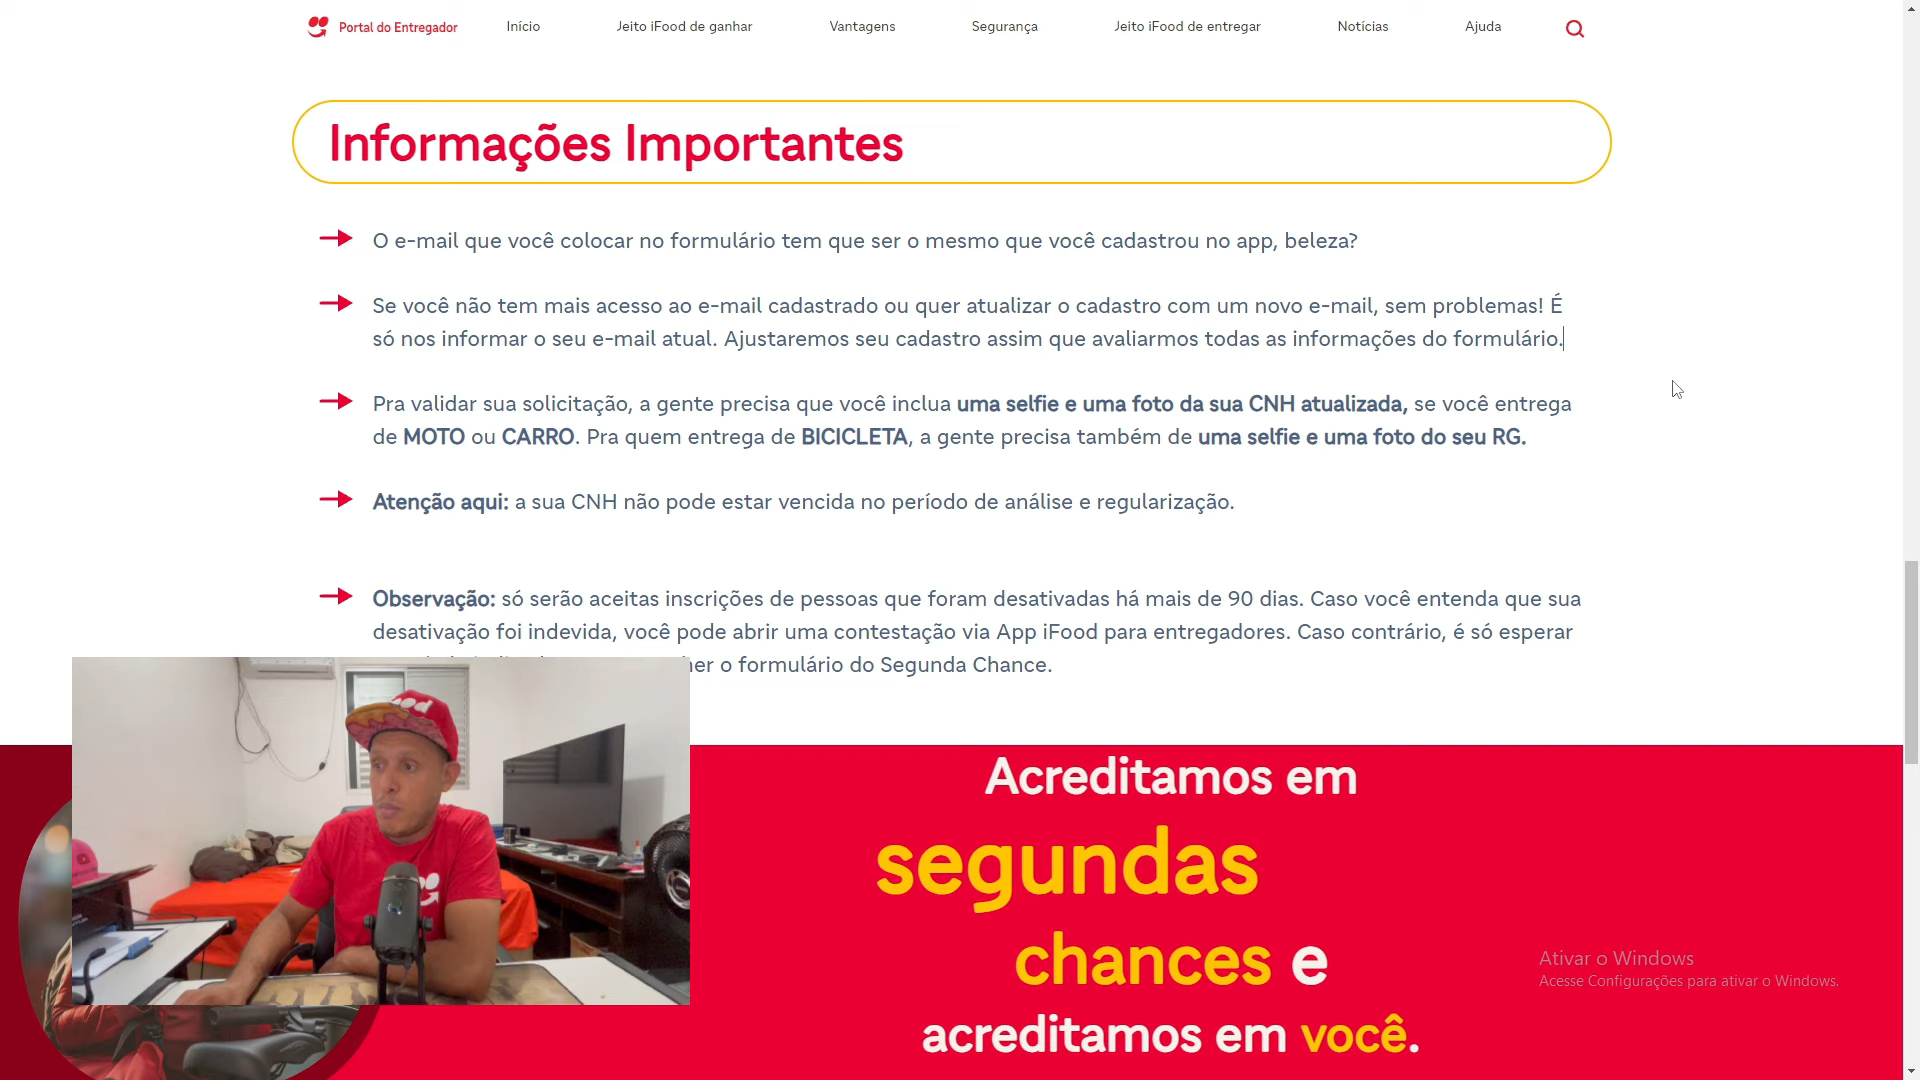 Portal do Entregador
Início
Jeito iFood de ganhar
Vantagens
Segurança
Jeito iFood de entregar
Notícias
Ajuda
Informações Importantes
O e-mail que você colocar no formulário tem que ser o mesmo que você cadastrou no app, beleza?
Se você não tem mais acesso ao e-mail cadastrado ou quer atualizar o cadastro com um novo e-mail, sem problemas! É
só nos informar o seu e-mail atual. Ajustaremos seu cadastro assim que avaliarmos todas as informações do formulário.
Pra validar sua solicitação, a gente precisa que você inclua uma selfie e uma foto da sua CNH atualizada, se você entrega
de MOTO ou CARRO. Pra quem entrega de BICICLETA, a gente precisa também de uma selfie e uma foto do seu RG.
Atenção aqui: a sua CNH não pode estar vencida no período de análise e regularização.
Observação: só serão aceitas inscrições de pessoas que foram desativadas há mais de 90 dias. Caso você entenda que sua
desativação foi indevida, você pode abrir uma contestação via App iFood para entregadores. Caso contrário, é só esperar
o formulário do Segunda Chance.
Acreditamos em
segundas
chances e
acreditamos em você.
Ativar o Windows
Acesse Configurações para ativar o Windows.